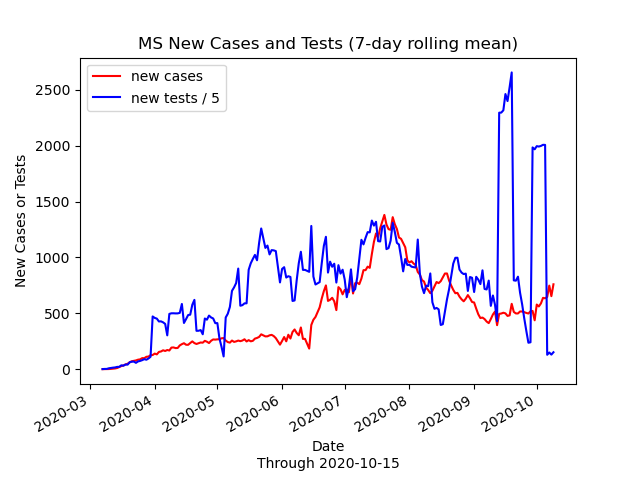 MS New Cases and Tests (7-day rolling mean)
new cases
new tests / 5
New Cases or Tests
2500
2000
1500
1000
500
0
2020-03
2020-04
2020-05
2020-06
2020-07
2020-08
2020-09
2020-10
Date
Through 2020-10-15